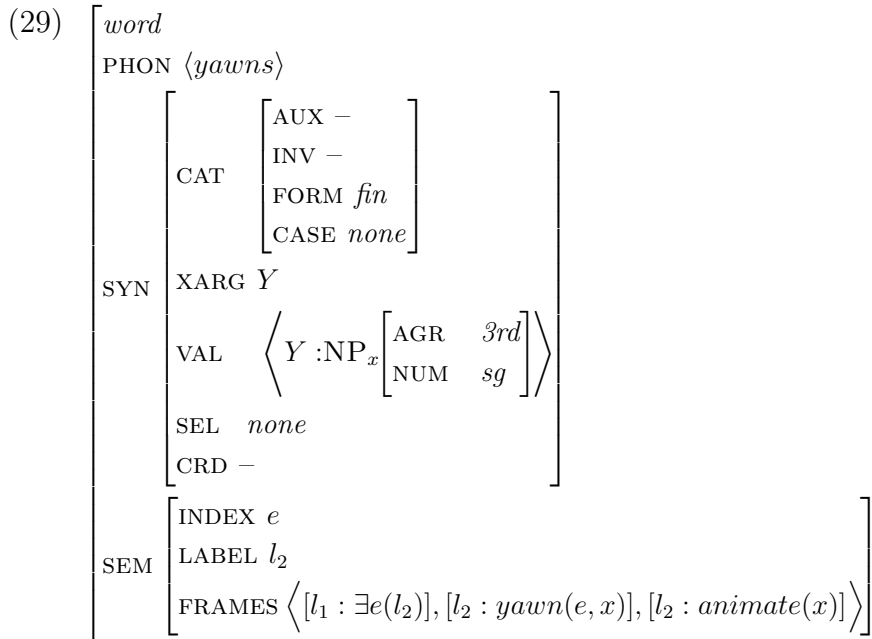 (29)
word
PHON ⟨yawns⟩
AUX –
INV –
CAT
FORM fin
CASE none
SYN
XARG Y
VAL ⟨Y :NPₓ[AGR 3rd
NUM sg]⟩
SEL none
CRD –
INDEX e
LABEL l₂
SEM
FRAMES ⟨[l₁ : ∃e(l₂)], [l₂ : yawn(e, x)], [l₂ : animate(x)]⟩